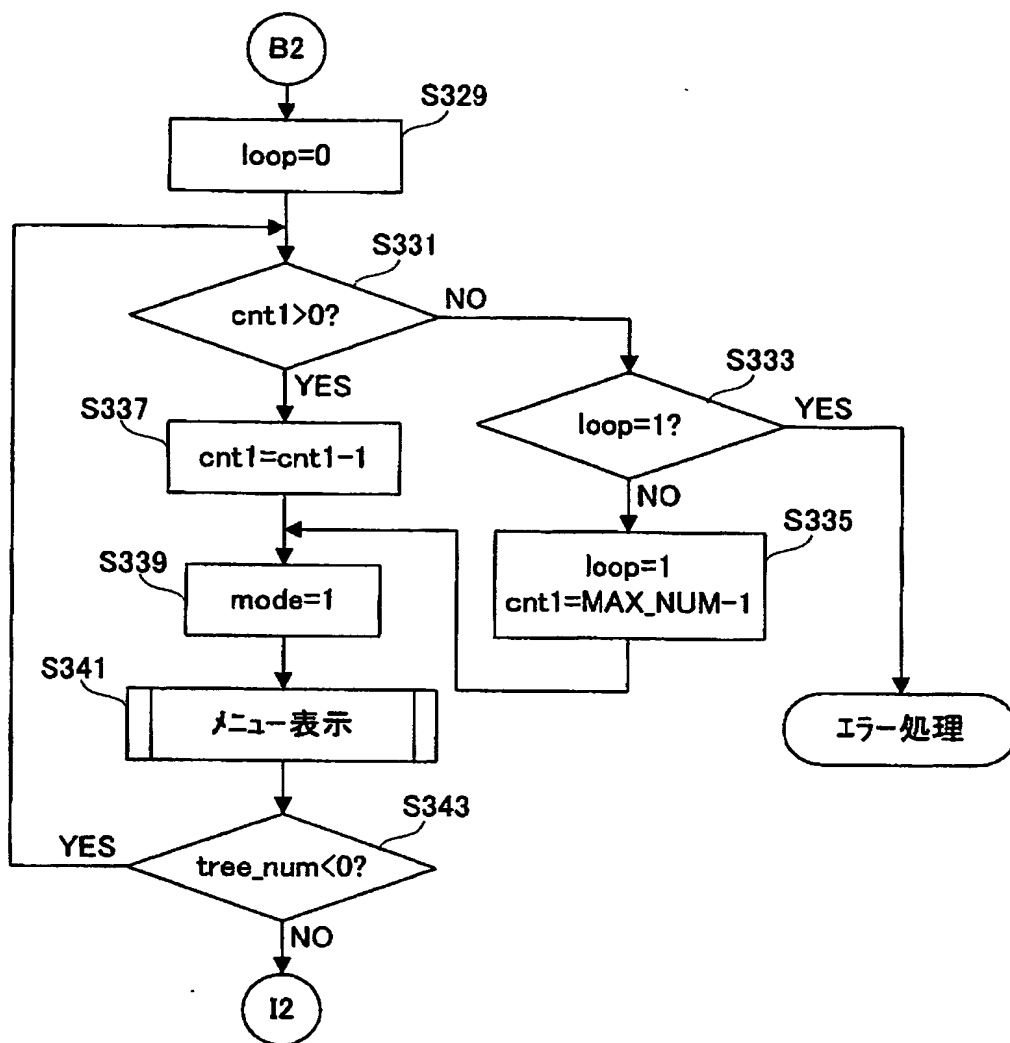 B2
S329
loop=0
S331
cnt1>0?
NO
YES
S333
loop=1?
YES
NO
S337
cnt1=cnt1-1
S335
loop=1
cnt1=MAX_NUM-1
S339
mode=1
S341
メニュー表示
エラー処理
S343
tree_num<0?
YES
NO
I2